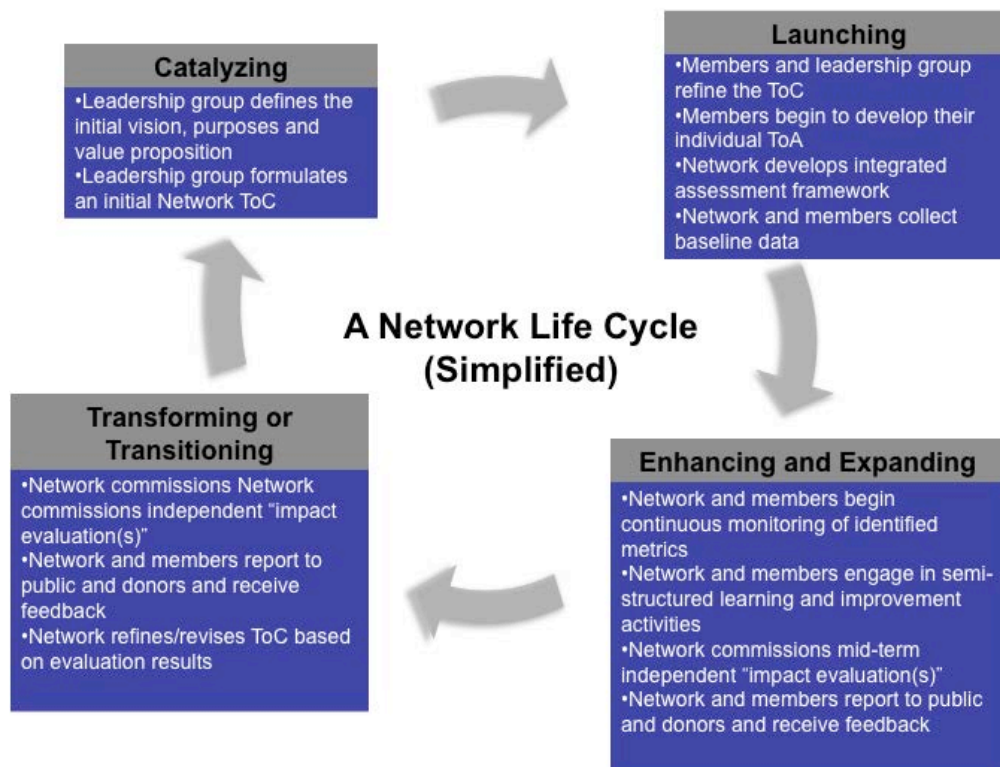 Catalyzing
•Leadership group defines the
initial vision, purposes and
value proposition
•Leadership group formulates
an initial Network ToC
Launching
•Members and leadership group
refine the ToC
•Members begin to develop their
individual ToA
•Network develops integrated
assessment framework
•Network and members collect
baseline data
A Network Life Cycle
(Simplified)
Transforming or
Transitioning
•Network commissions Network
commissions independent “impact
evaluation(s)”
•Network and members report to
public and donors and receive
feedback
•Network refines/revises ToC based
on evaluation results
Enhancing and Expanding
•Network and members begin
continuous monitoring of identified
metrics
•Network and members engage in semi-
structured learning and improvement
activities
•Network commissions mid-term
independent “impact evaluation(s)”
•Network and members report to public
and donors and receive feedback